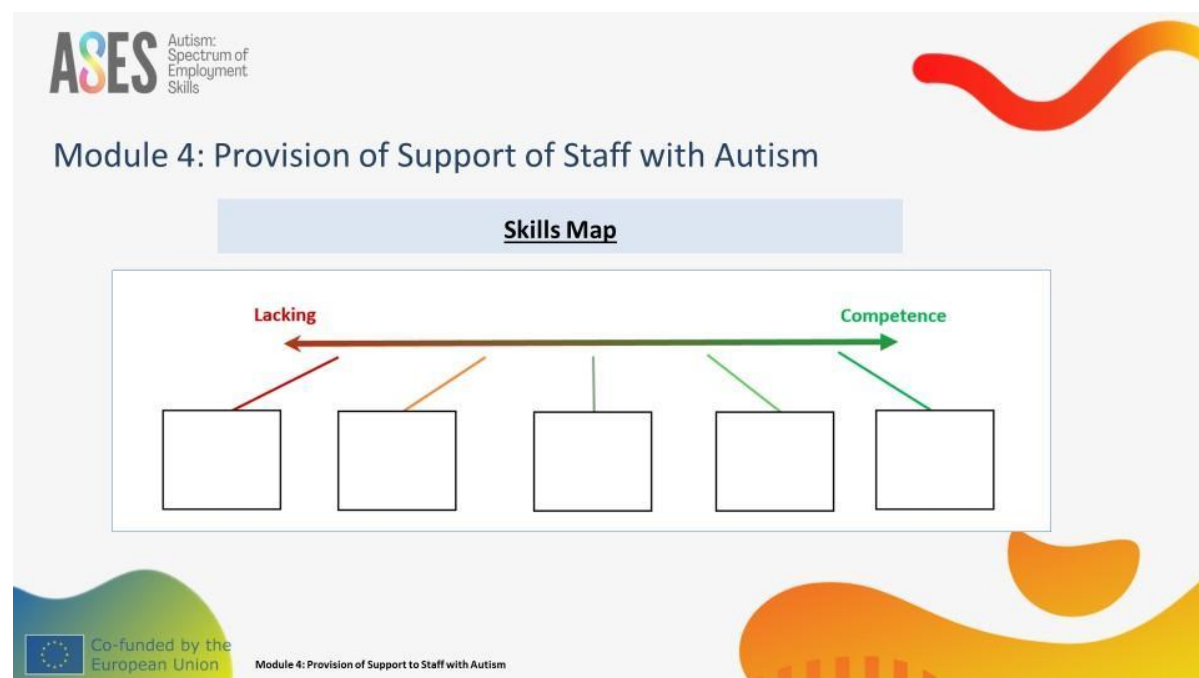 ASES
Autism:
Spectrum of
Employment
Skills
Module 4: Provision of Support of Staff with Autism
Skills Map
Lacking
Competence
Co-funded by the
European Union
Module 4: Provision of Support to Staff with Autism